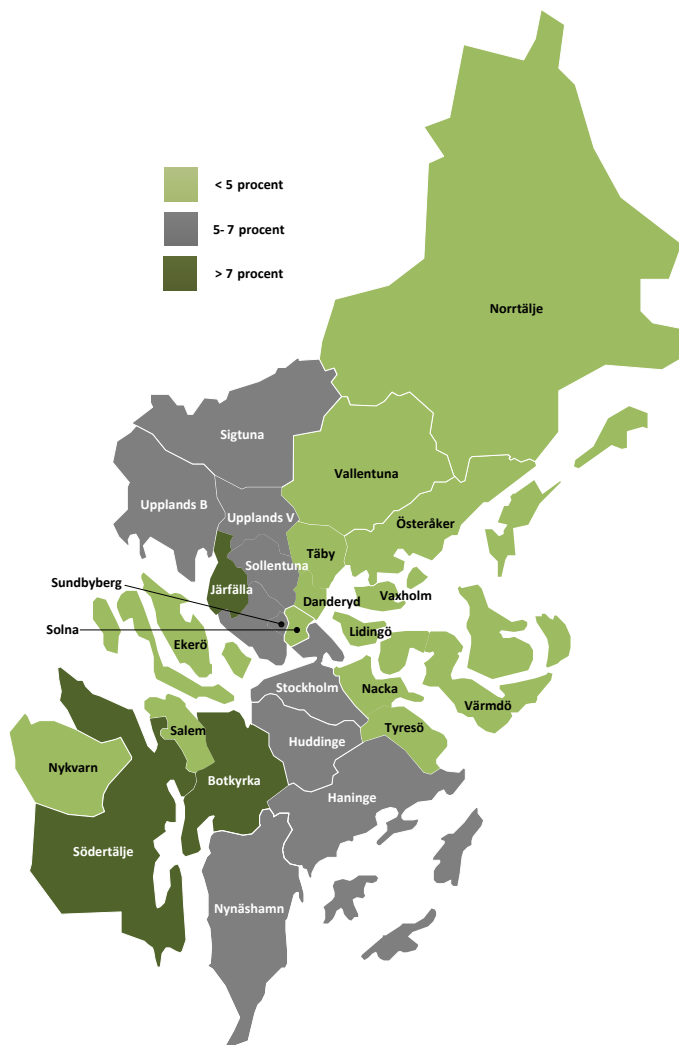 < 5 procent
5- 7 procent
> 7 procent
Norrtälje
Sigtuna
Vallentuna
Upplands B
Upplands V
Österåker
Täby
Sollentuna
Sundbyberg
Järfälla
Danderyd
Vaxholm
Solna
Ekerö
Lidingö
Stockholm
Nacka
Värmdö
Salem
Tyresö
Huddinge
Nykvarn
Botkyrka
Haninge
Södertälje
Nynäshamn